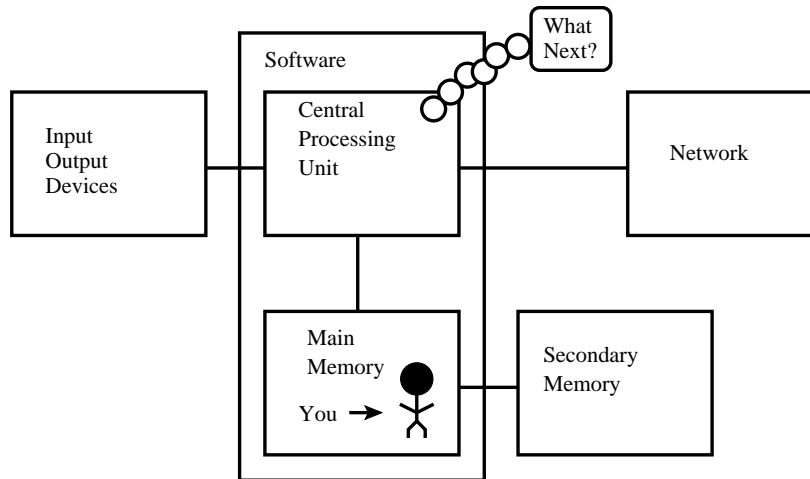 What
Next?
Software
Input
Output
Devices
Central
Processing
Unit
Network
Main
Memory
You
Secondary
Memory